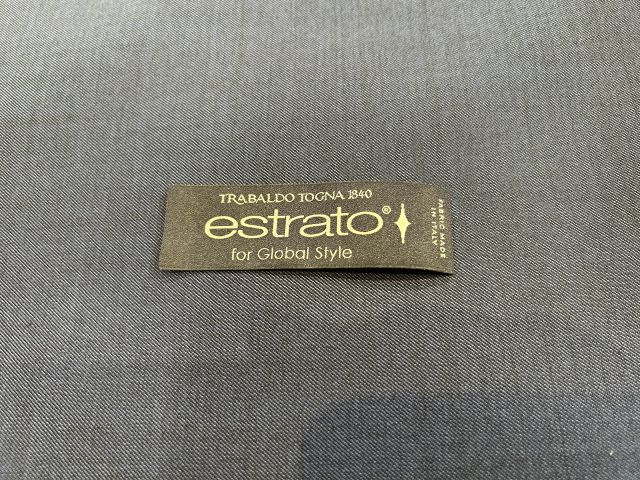 TRABALDO TOGNA 1840
estrato®
for Global Style
FABRIC MADE
IN ITALY